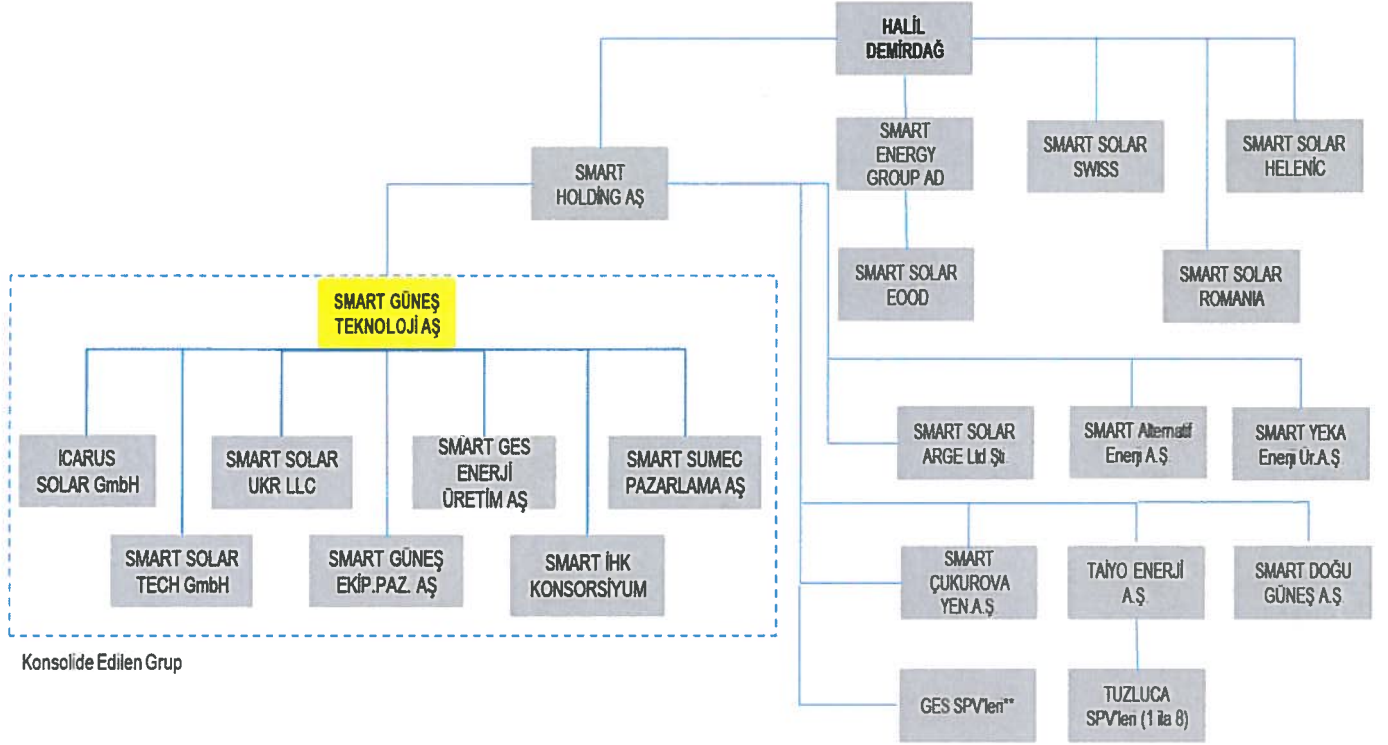 HALİL
DEMİRDAĞ
SMART
ENERGY
GROUP AD
SMART SOLAR
SWISS
SMART SOLAR
HELENİC
SMART
HOLDİNG AŞ
SMART SOLAR
EOOD
SMART SOLAR
ROMANIA
SMART GÜNEŞ
TEKNOLOJİ AŞ
ICARUS
SOLAR GmbH
SMART SOLAR
UKR LLC
SMART GES
ENERJİ
ÜRETİM AŞ
SMART SUMEC
PAZARLAMA AŞ
SMART SOLAR
TECH GmbH
SMART GÜNEŞ
EKİP.PAZ. AŞ
SMART İHK
KONSORSİYUM
Konsolide Edilen Grup
SMART SOLAR
ARGE Ltd Şti
SMART Alternatif
Enerji A.Ş
SMART YEKA
Enerji Ür.A.Ş
SMART
ÇUKUROVA
YEN.A.Ş
TAİYO ENERJİ
A.Ş
SMART DOĞU
GÜNEŞ A.Ş
GES SPV'leri**
TUZLUCA
SPV'leri (1 ila 8)